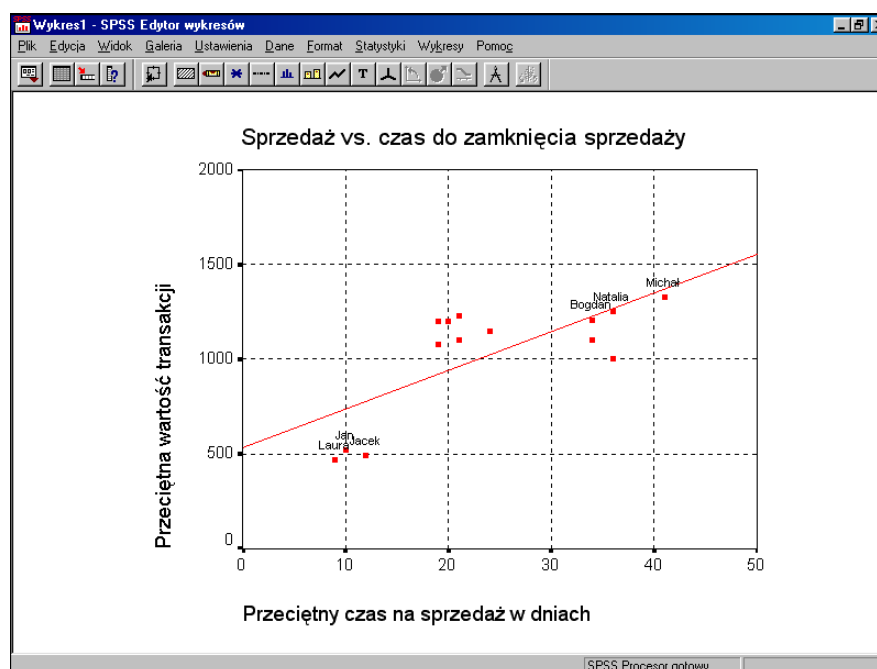 Wykres1 - SPSS Edytor wykresów
Plik Edycja Widok Galeria Ustawienia Dane Format Statystyki Wykresy Pomoc
Sprzedaż vs. czas do zamknięcia sprzedaży
2000
1500
1000
500
0
Przeciętna wartość transakcji
Michał
Natalia
Bogdan
Jan
Laura
Jacek
0 10 20 30 40 50
Przeciętny czas na sprzedaż w dniach
SPSS Procesor gotowy